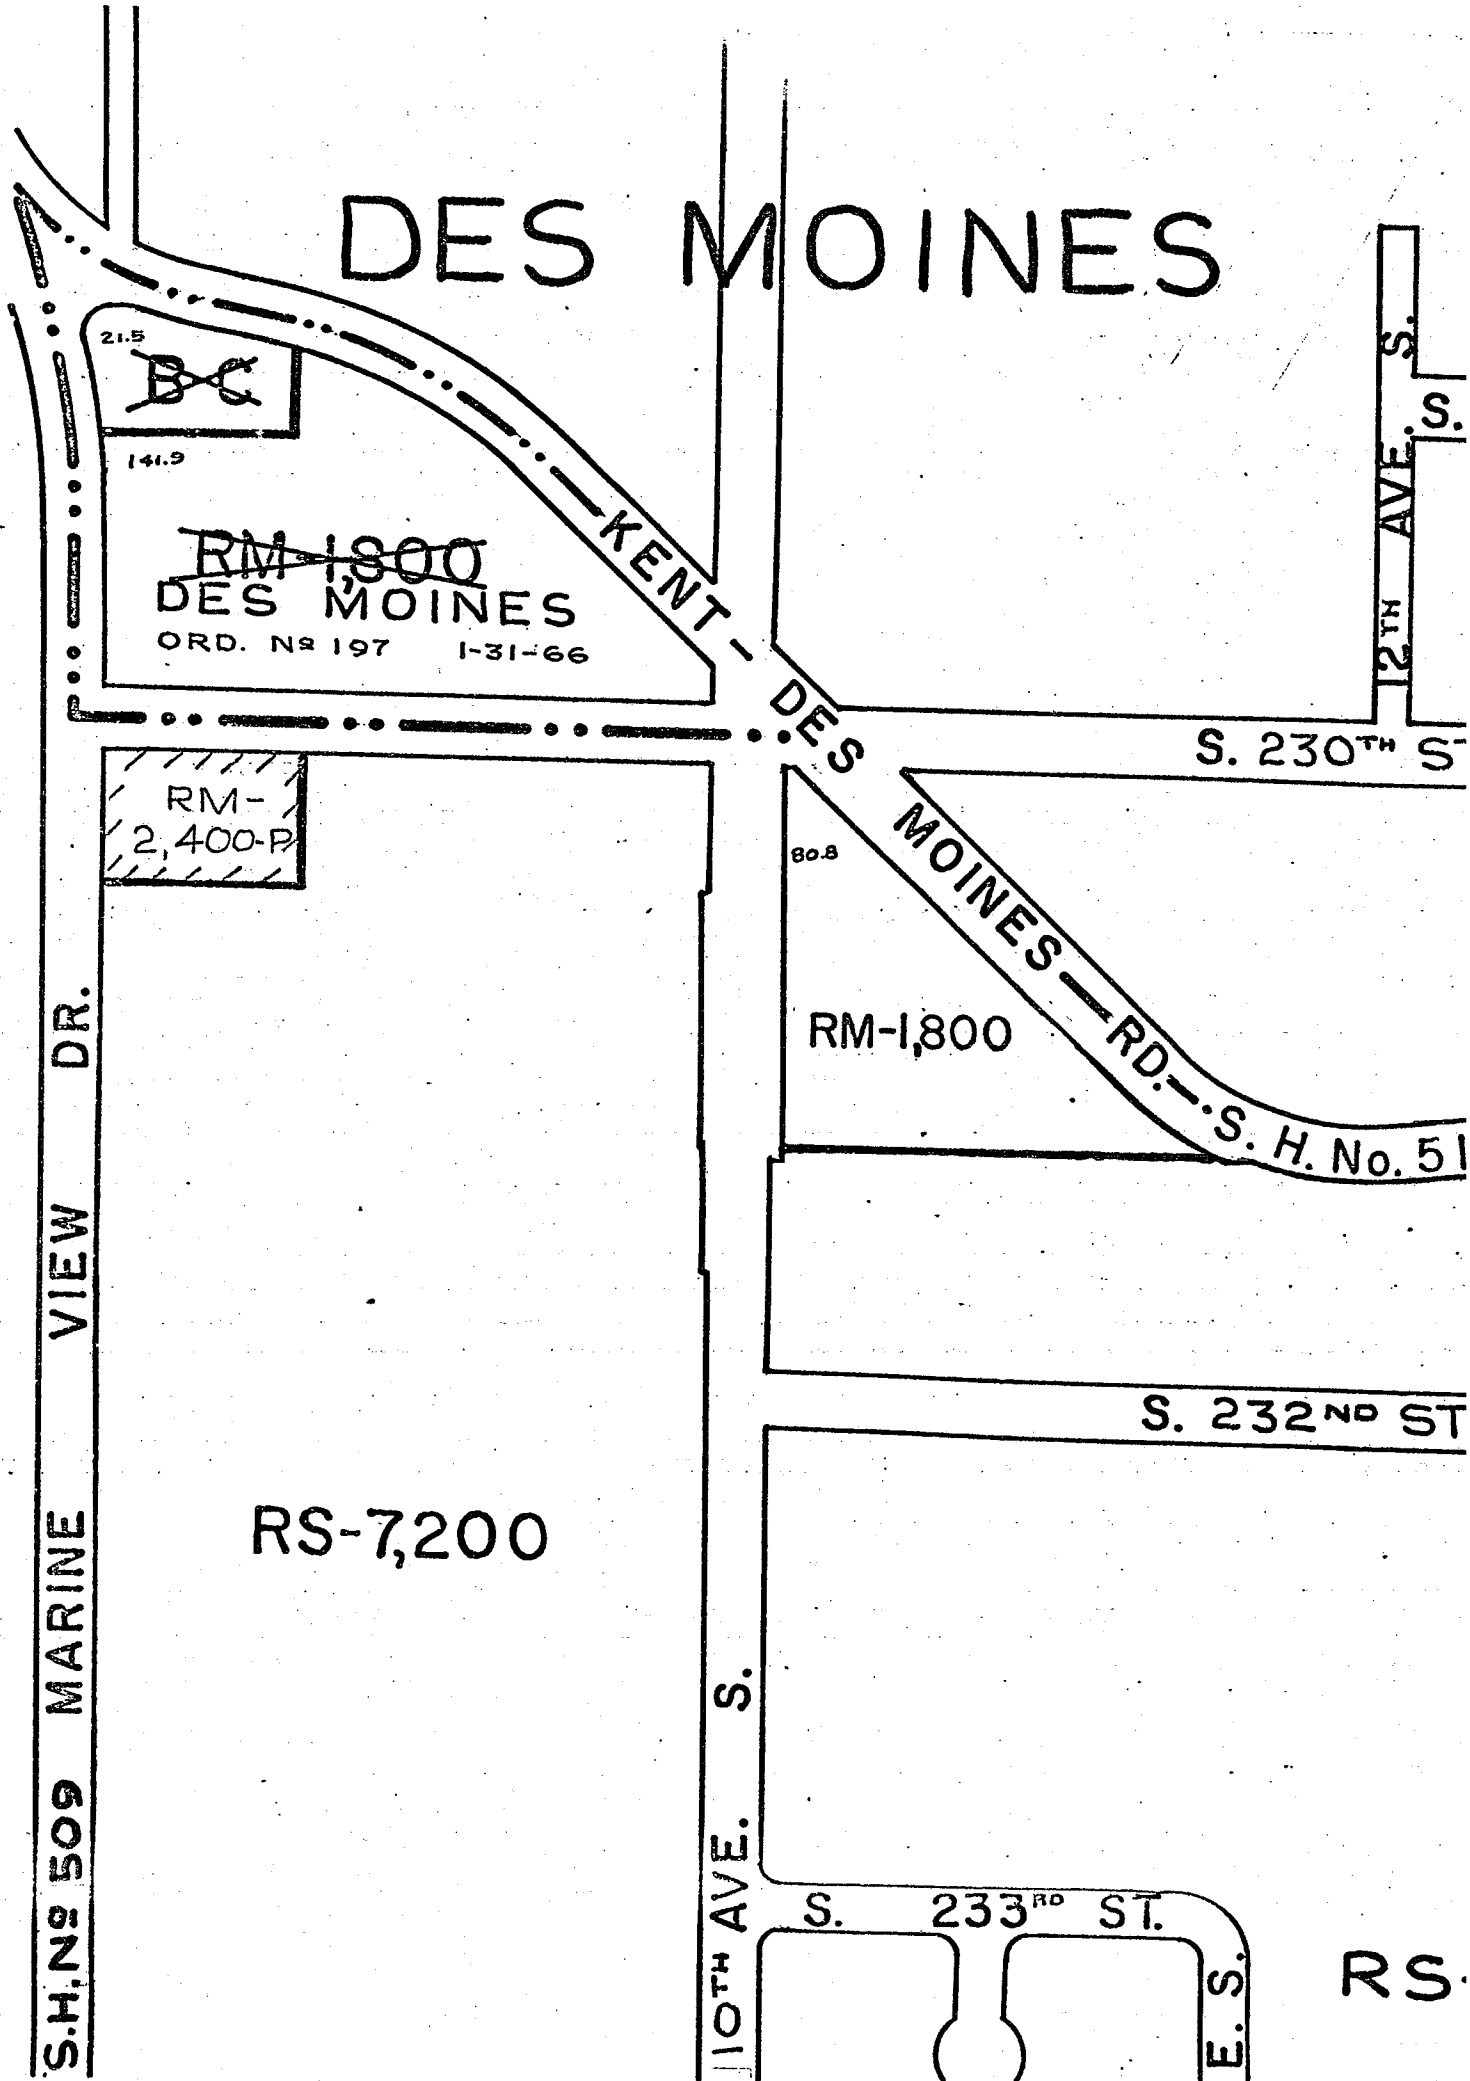 DES MOINES
21.5
B-C
141.9
RM-1,800
DES MOINES
ORD. Nº 197 1-31-66
KENT-DES MOINES RD. S. H. No. 51
12TH AVE. S.
S.
S. 230TH ST
RM-
2,400-P
80.8
RM-1,800
S.H. Nº 509 MARINE VIEW DR.
S. 232ND ST
RS-7,200
10TH AVE. S.
S. 233RD ST.
E. S.
RS-